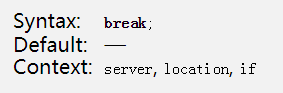 Syntax: break;
Default: —
Context: server, location, if